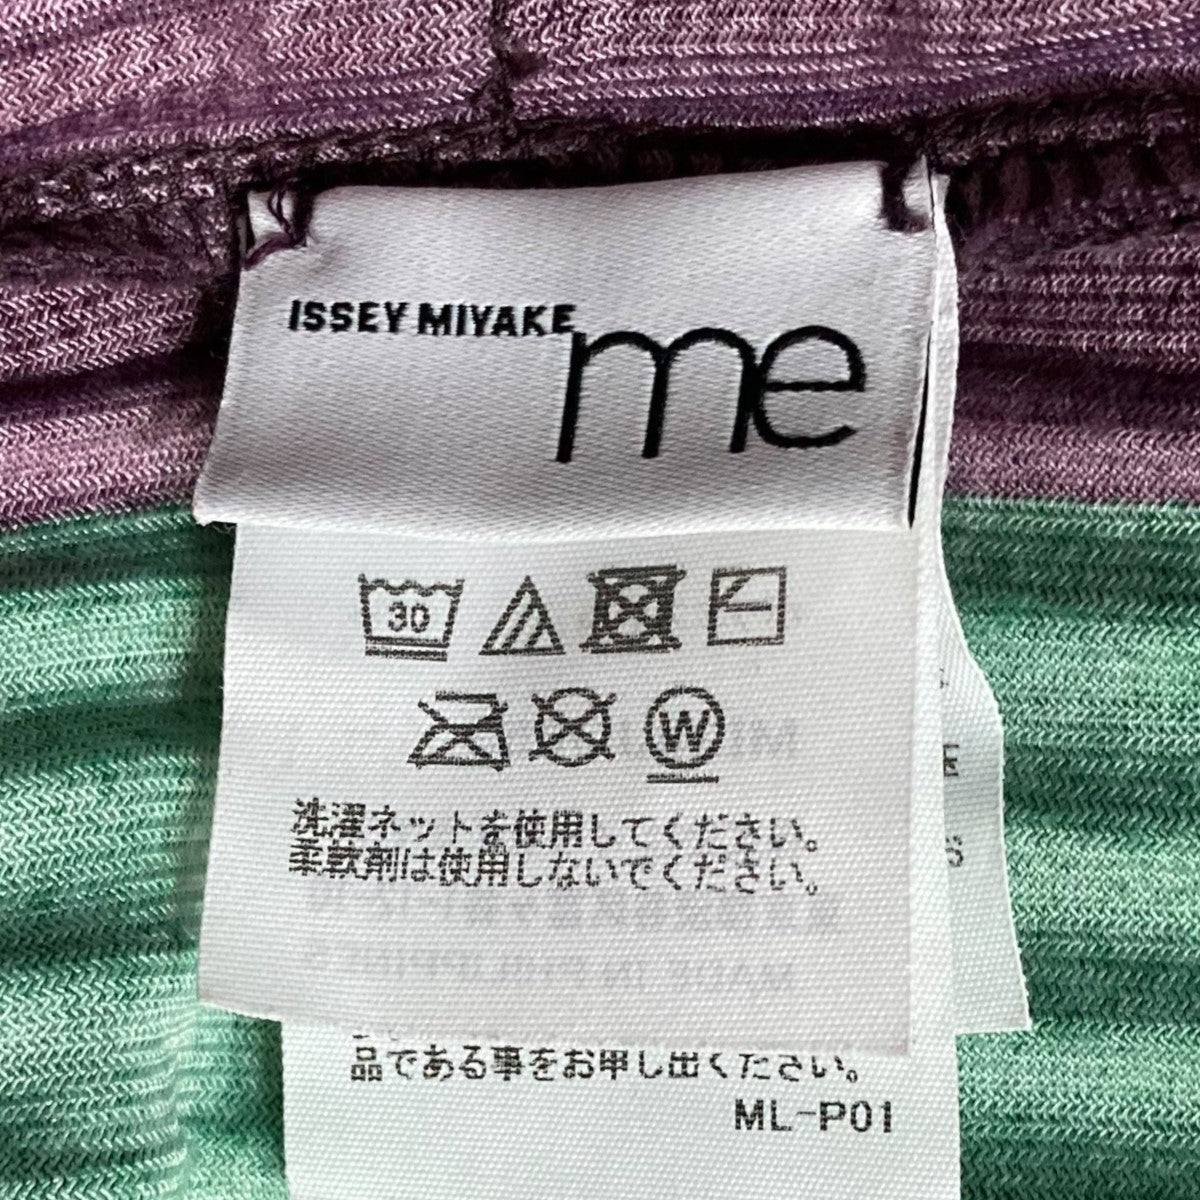 ISSEY MIYAKE
me
30
W
洗濯ネットを使用してください。
柔軟剤は使用しないでください。
品である事をお申し出ください。
ML-P01